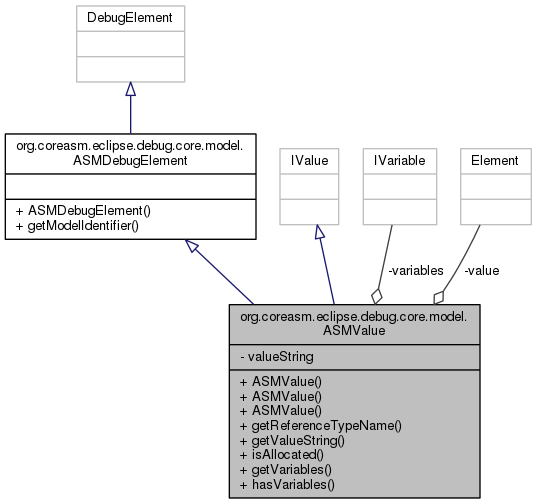 DebugElement
org.coreasm.eclipse.debug.core.model.
ASMDebugElement
+ ASMDebugElement()
+ getModelIdentifier()
IValue
IVariable
Element
-variables
-value
org.coreasm.eclipse.debug.core.model.
ASMValue
- valueString
+ ASMValue()
+ ASMValue()
+ ASMValue()
+ getReferenceTypeName()
+ getValueString()
+ isAllocated()
+ getVariables()
+ hasVariables()